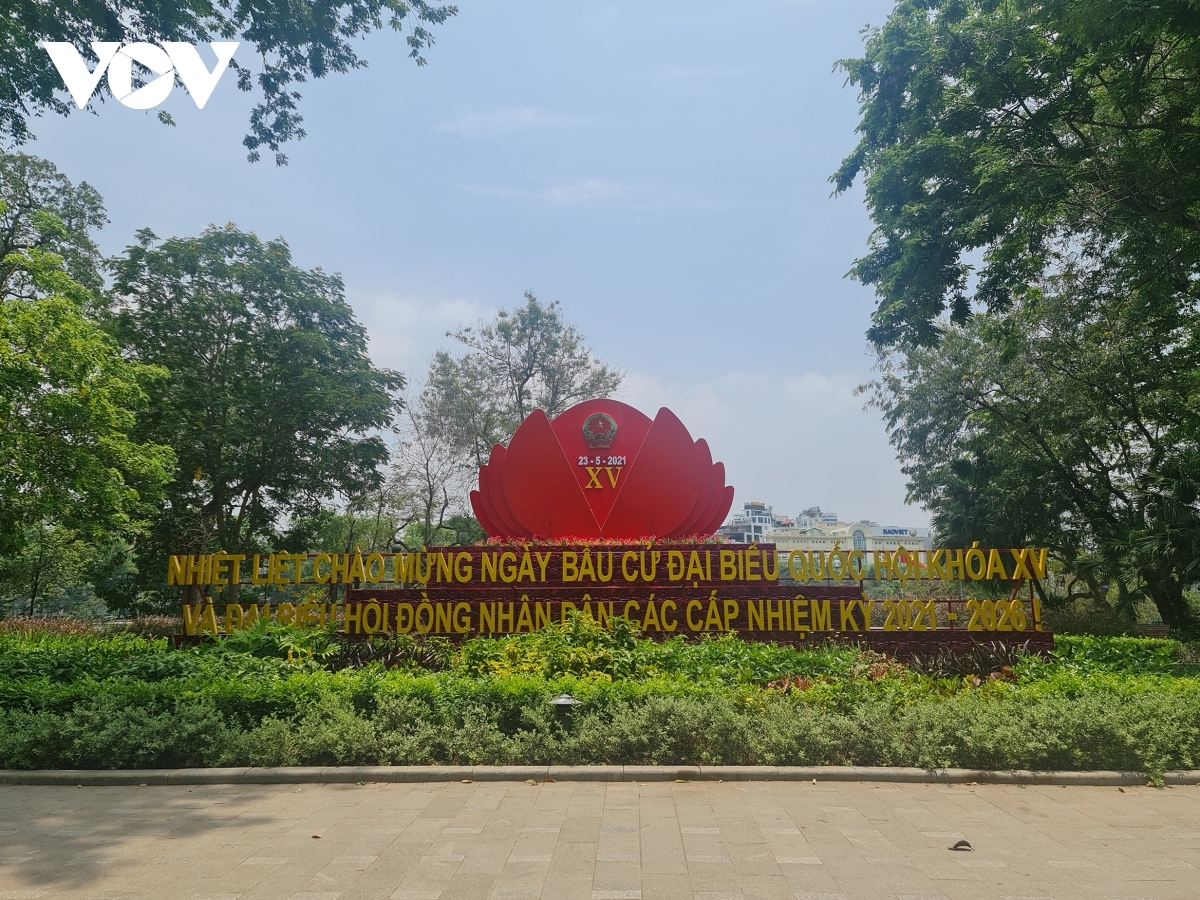 VOV
23 - 5 - 2021
XV
BAOVIET
NHIỆT LIỆT CHÀO MỪNG NGÀY BẦU CỬ ĐẠI BIỂU QUỐC HỘI KHÓA XV
VÀ ĐẠI BIỂU HỘI ĐỒNG NHÂN DÂN CÁC CẤP NHIỆM KỲ 2021 - 2026 !